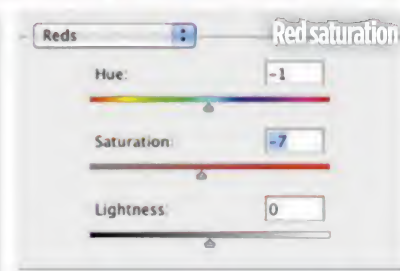 Reds Red saturation
Hue: -1
Saturation: -7
Lightness: 0